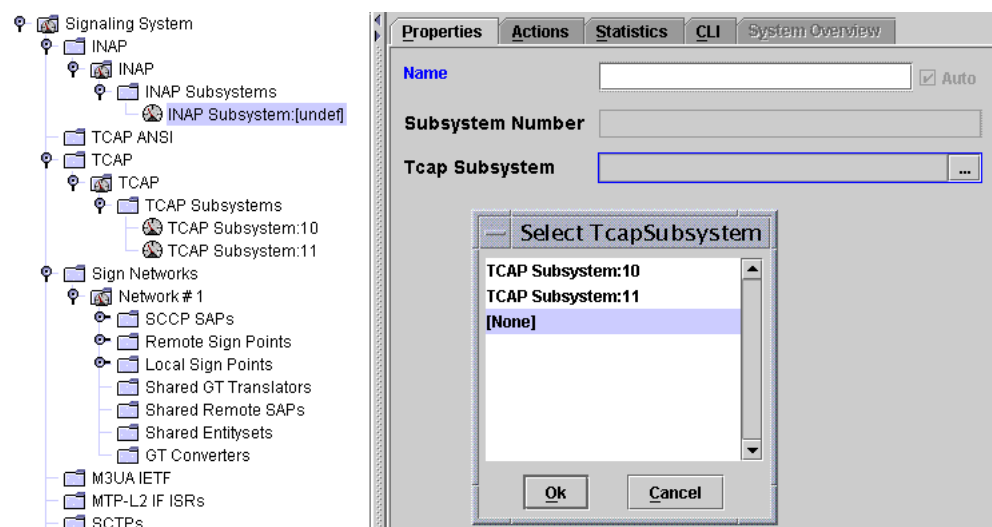 Signaling System
INAP
INAP
INAP Subsystems
INAP Subsystem:[undef]
TCAP ANSI
TCAP
TCAP
TCAP Subsystems
TCAP Subsystem:10
TCAP Subsystem:11
Sign Networks
Network # 1
SCCP SAPs
Remote Sign Points
Local Sign Points
Shared GT Translators
Shared Remote SAPs
Shared Entitysets
GT Converters
M3UA IETF
MTP-L2 IF ISRs
SCTPs
Properties Actions Statistics CLI System Overview
Name Auto
Subsystem Number
Tcap Subsystem ...
Select TcapSubsystem
TCAP Subsystem:10
TCAP Subsystem:11
[None]
Ok Cancel